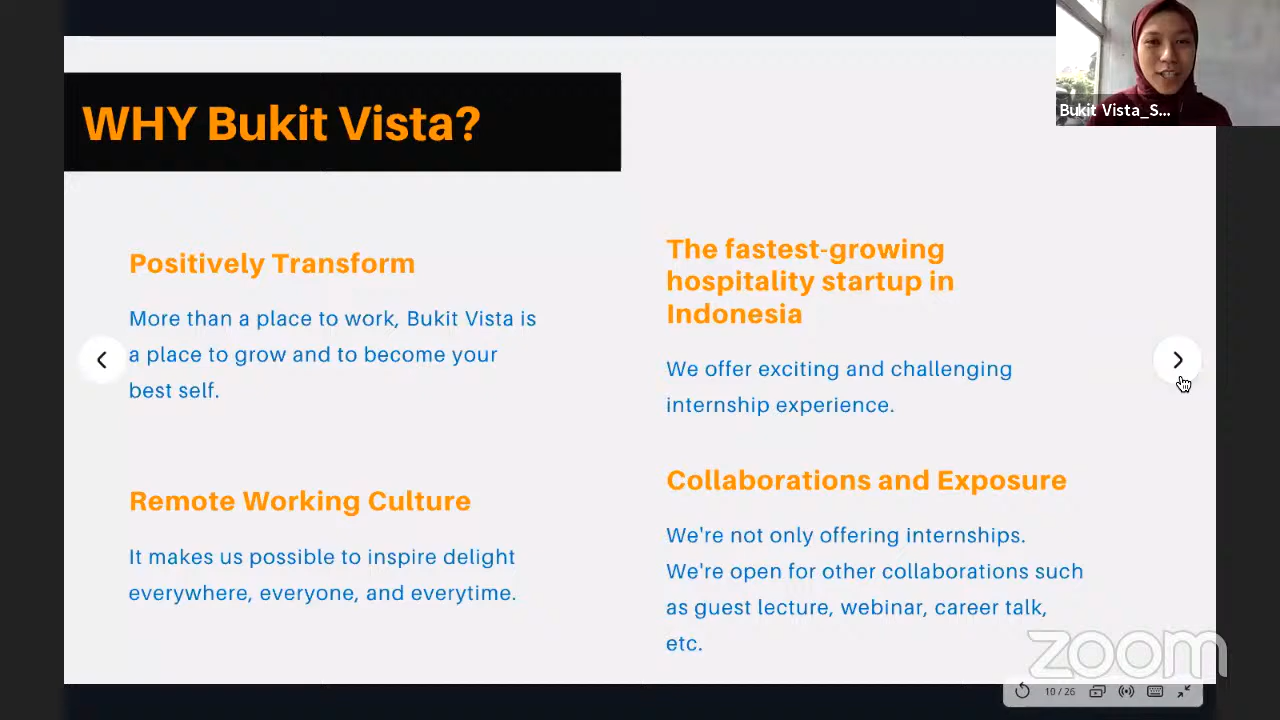 WHY Bukit Vista?
Bukit Vista_S...
Positively Transform
More than a place to work, Bukit Vista is
a place to grow and to become your
best self.
Remote Working Culture
It makes us possible to inspire delight
everywhere, everyone, and everytime.
The fastest-growing
hospitality startup in
Indonesia
We offer exciting and challenging
internship experience.
Collaborations and Exposure
We're not only offering internships.
We're open for other collaborations such
as guest lecture, webinar, career talk,
etc.
zoom
10 / 26